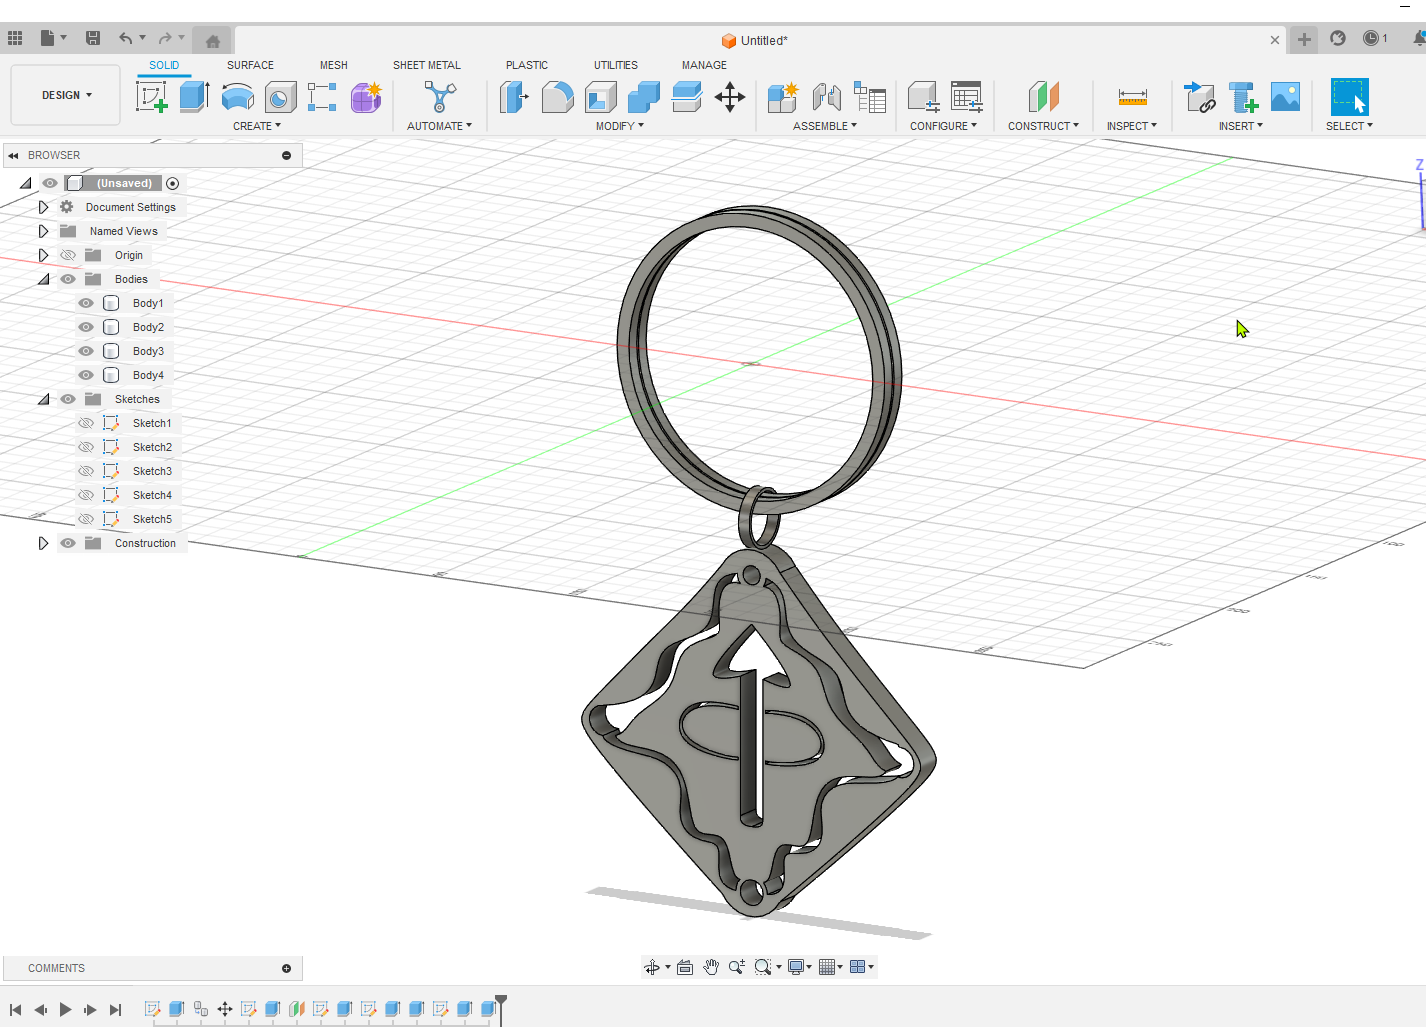 Untitled*
1
DESIGN
SOLID SURFACE MESH SHEET METAL PLASTIC UTILITIES MANAGE
CREATE AUTOMATE MODIFY ASSEMBLE CONFIGURE CONSTRUCT INSPECT INSERT SELECT
BROWSER
Z
(Unsaved)
Document Settings
Named Views
Origin
Bodies
Body1
Body2
Body3
Body4
Sketches
Sketch1
Sketch2
Sketch3
Sketch4
Sketch5
Construction
COMMENTS